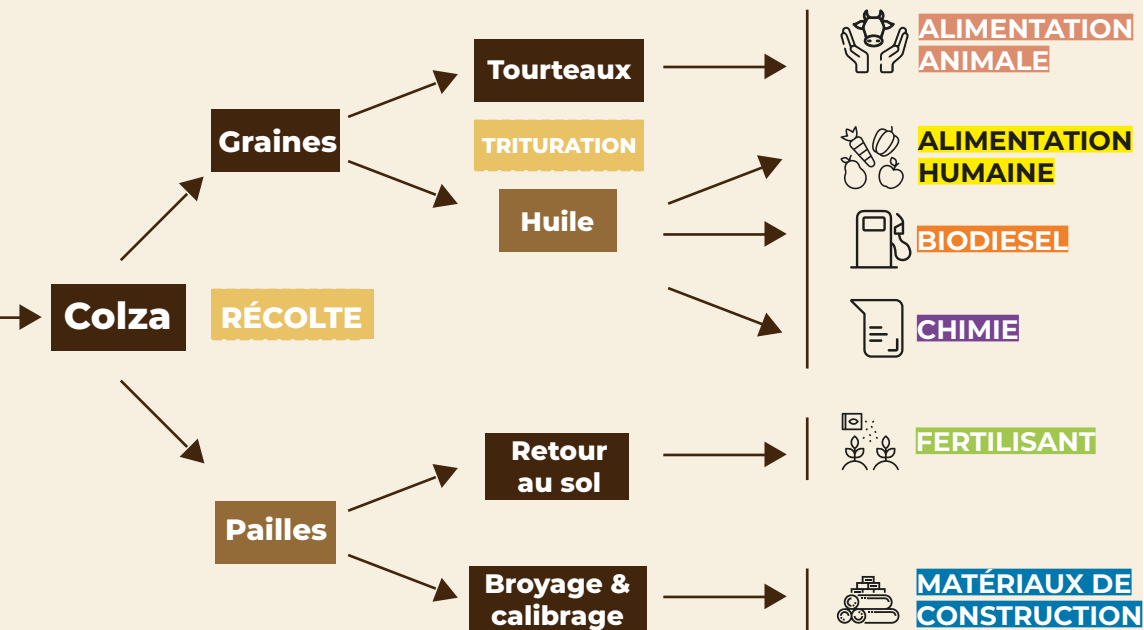 Tourteaux
ALIMENTATION
ANIMALE
Graines
TRITURATION
ALIMENTATION
HUMAINE
Huile
BIODIESEL
Colza
RÉCOLTE
CHIMIE
Retour
au sol
FERTILISANT
Pailles
Broyage &
calibrage
MATÉRIAUX DE
CONSTRUCTION